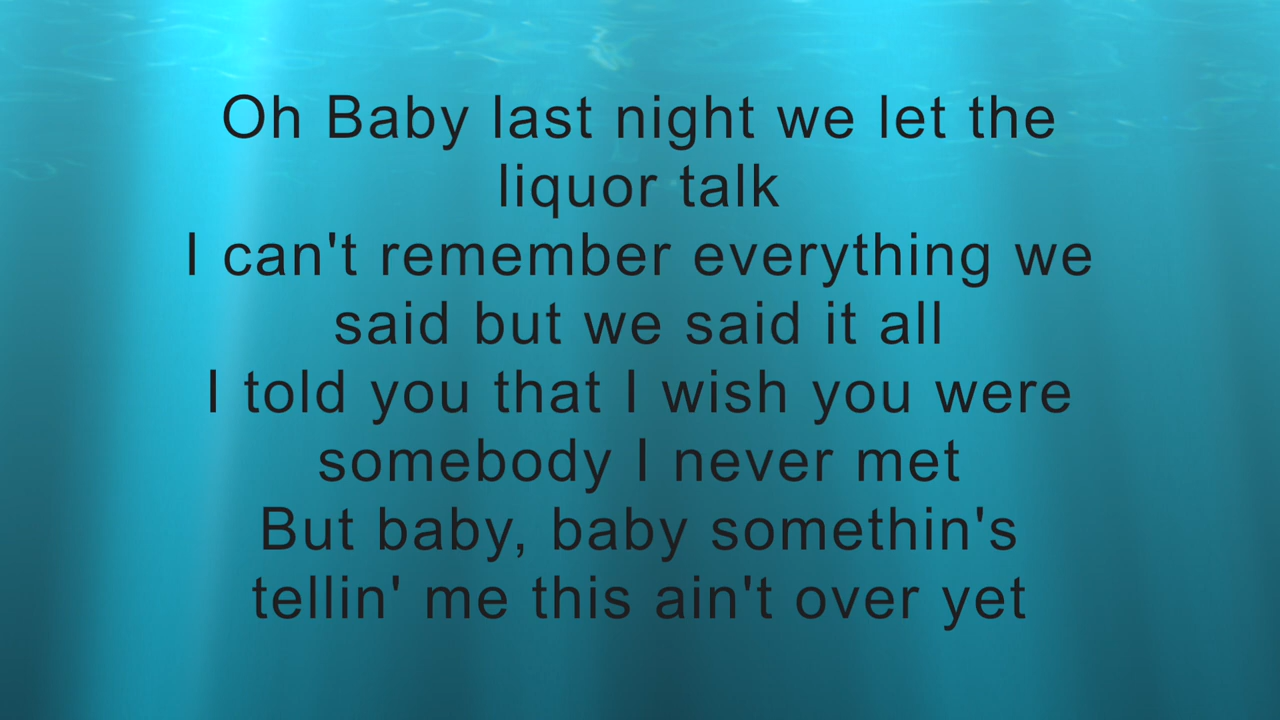 Oh Baby last night we let the
liquor talk
I can't remember everything we
said but we said it all
I told you that I wish you were
somebody I never met
But baby, baby somethin's
tellin' me this ain't over yet